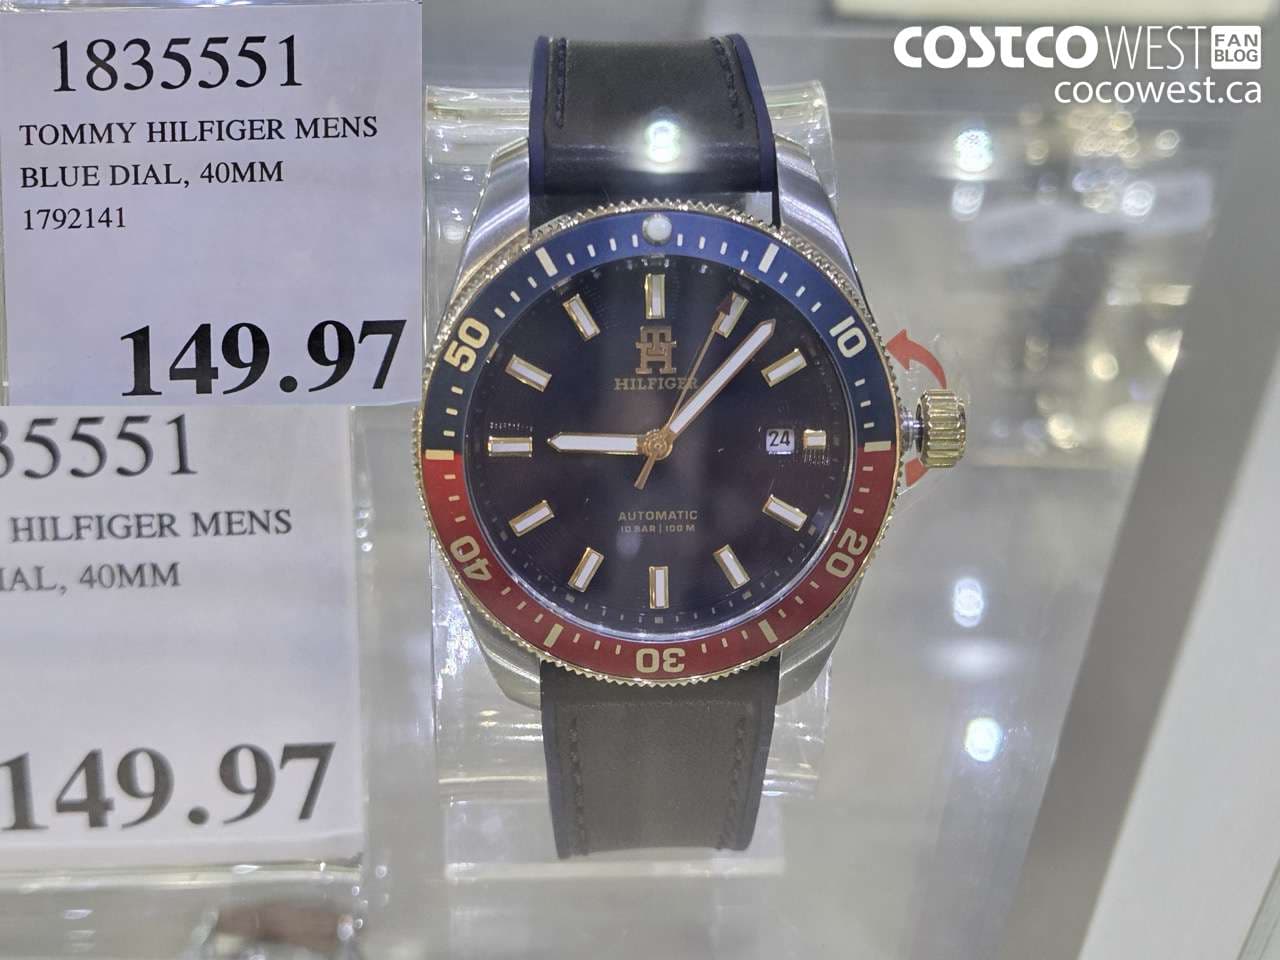 1835551
TOMMY HILFIGER MENS
BLUE DIAL, 40MM
1792141
149.97
35551
HILFIGER MENS
IAL, 40MM
149.97
COSTCO WEST FAN BLOG
cocowest.ca
50
10
20
30
40
HILFIGER
24
AUTOMATIC
10 BAR | 100 M